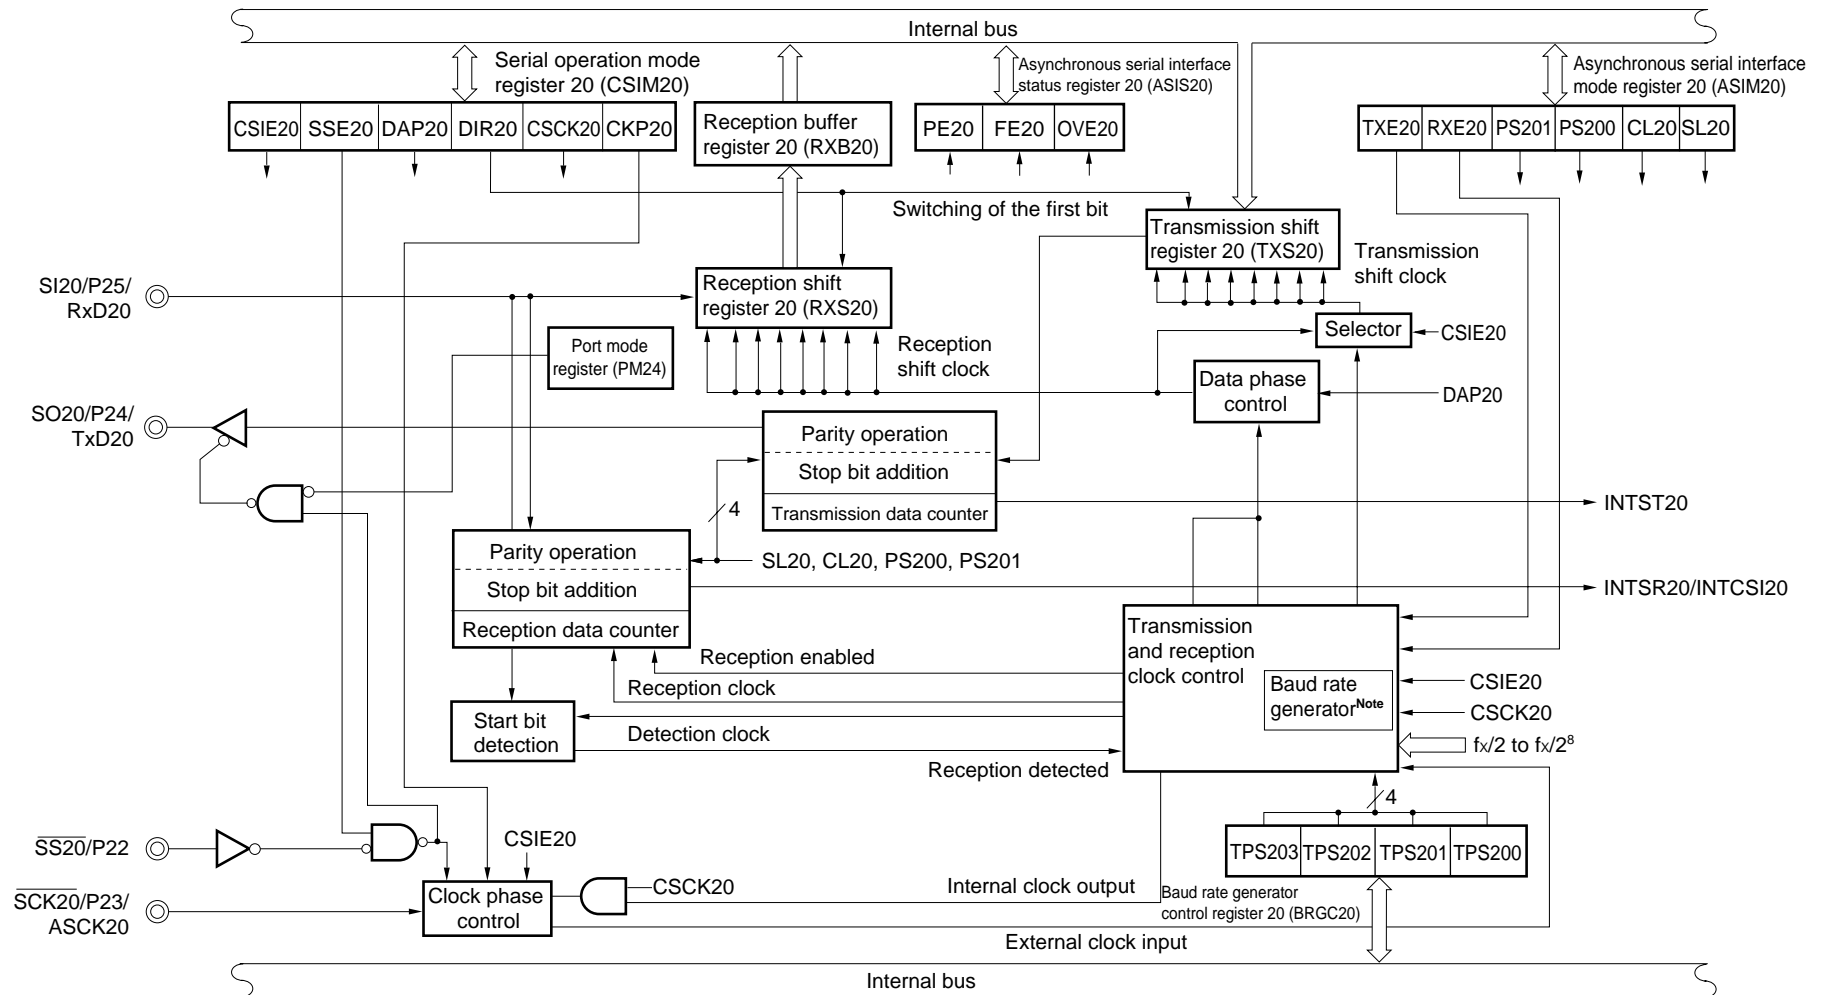 Internal bus
Serial operation mode
register 20 (CSIM20)
Asynchronous serial interface
status register 20 (ASIS20)
Asynchronous serial interface
mode register 20 (ASIM20)
CSIE20 SSE20 DAP20 DIR20 CSCK20 CKP20
Reception buffer
register 20 (RXB20)
PE20 FE20 OVE20
TXE20 RXE20 PS201 PS200 CL20 SL20
Switching of the first bit
Transmission shift
register 20 (TXS20)
Transmission
shift clock
SI20/P25/
RxD20
Reception shift
register 20 (RXS20)
Selector
CSIE20
Port mode
register (PM24)
Reception
shift clock
Data phase
control
DAP20
SO20/P24/
TxD20
Parity operation
Stop bit addition
Transmission data counter
4
INTST20
Parity operation
Stop bit addition
Reception data counter
SL20, CL20, PS200, PS201
INTSR20/INTCSI20
Transmission
and reception
clock control
Reception enabled
Reception clock
Baud rate
generatorNote
CSIE20
CSCK20
Start bit
detection
Detection clock
fX/2 to fX/2⁸
Reception detected
4
SS20/P22
CSIE20
TPS203 TPS202 TPS201 TPS200
SCK20/P23/
ASCK20
Clock phase
control
CSCK20
Internal clock output
Baud rate generator
control register 20 (BRGC20)
External clock input
Internal bus